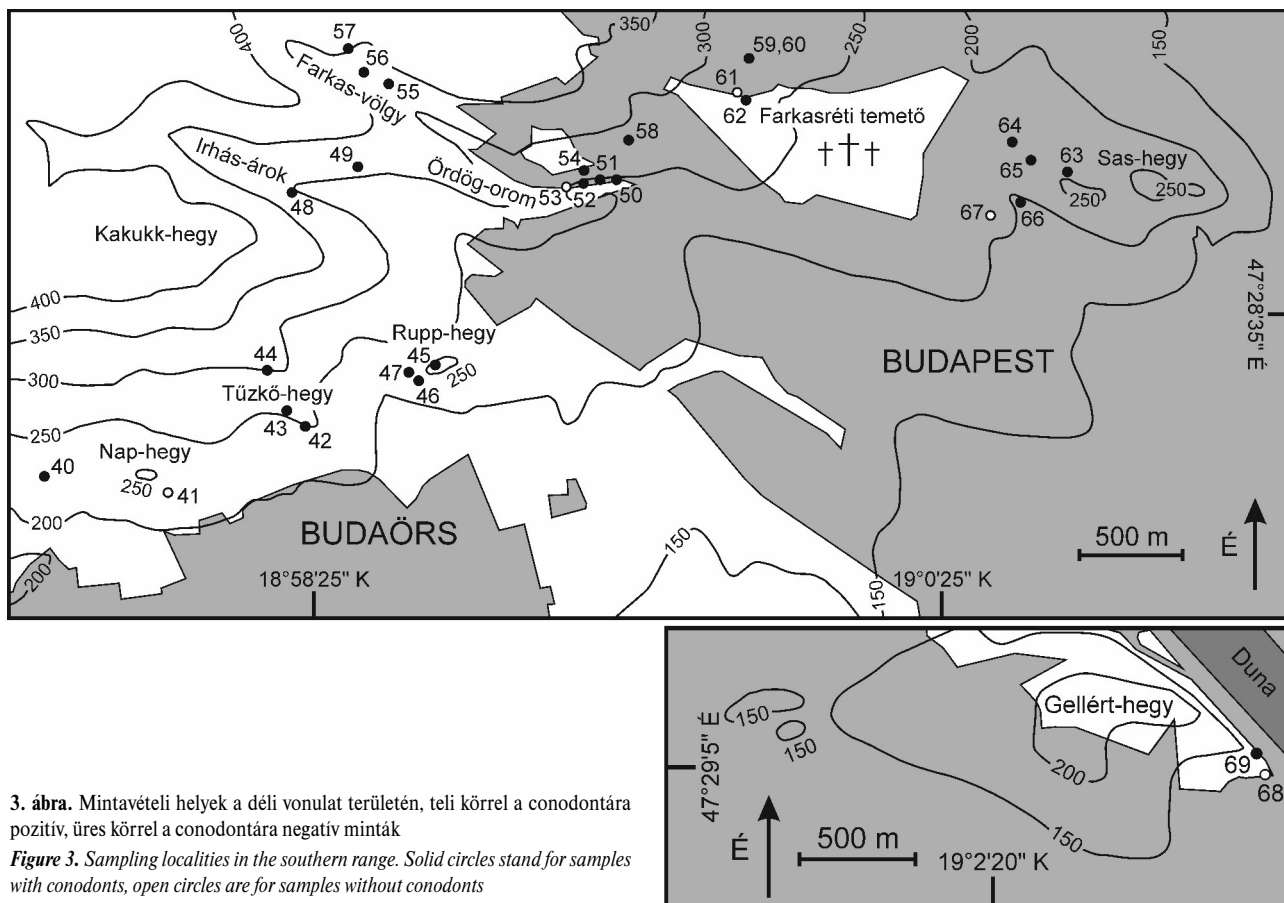 57
400
350
300
59,60
250
200
150
56
55
61
62
Farkas-völgy
Farkasréti temető
58
64
65
63
Sas-hegy
250
250
Irhás-árok
49
54
51
Ördög-orom
53
52
50
48
67
66
Kakukk-hegy
400
350
300
47°28'35" É
Rupp-hegy
45
44
47
46
250
BUDAPEST
Tűzkő-hegy
43
42
250
Nap-hegy
40
250
41
200
200
BUDAÖRS
150
150
500 m
É
18°58'25" K
19°0'25" K
Duna
Gellért-hegy
150
150
200
69
68
47°29'5" É
150
É
500 m
19°2'20" K
3. ábra. Mintavételi helyek a déli vonulat területén, teli körrel a conodontára
pozitív, üres körrel a conodontára negatív minták
Figure 3. Sampling localities in the southern range. Solid circles stand for samples
with conodonts, open circles are for samples without conodonts